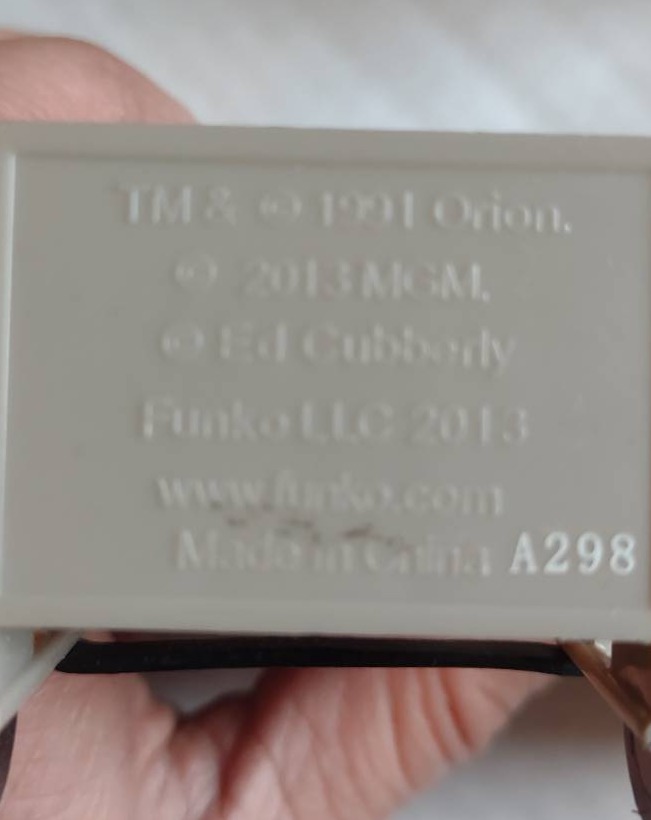 TM & © 1991 Orion.
© 2013 MGM.
© Ed Cubberly
Funko LLC 2013
www.funko.com
Made in China A298